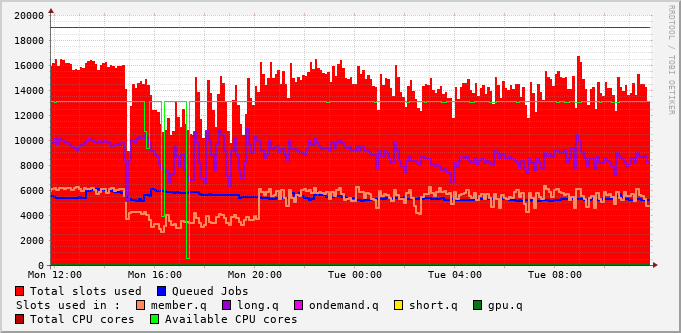 20000
18000
16000
14000
12000
10000
8000
6000
4000
2000
0
Mon 12:00 Mon 16:00 Mon 20:00 Tue 00:00 Tue 04:00 Tue 08:00
Total slots used Queued Jobs
Slots used in : member.q long.q ondemand.q short.q gpu.q
Total CPU cores Available CPU cores
RRDTOOL / TOBI OETIKER